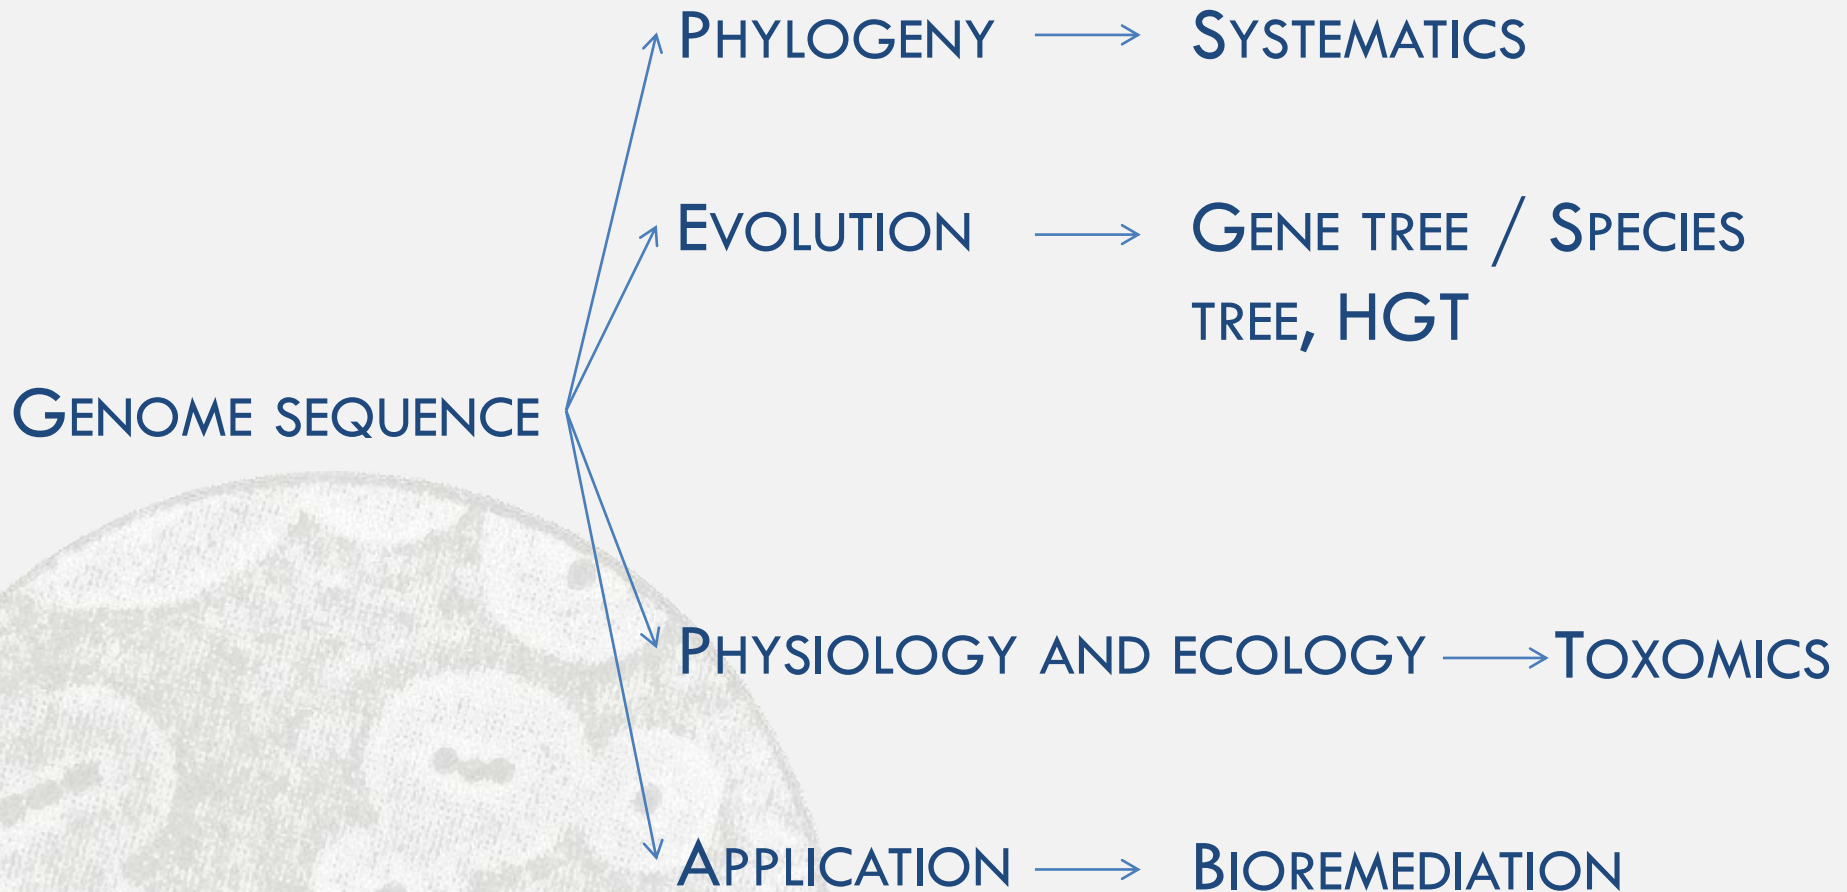 Phylogeny
Systematics
Evolution
Gene tree / Species
tree, HGT
Genome sequence
Physiology and ecology
Toxomics
Application
Bioremediation